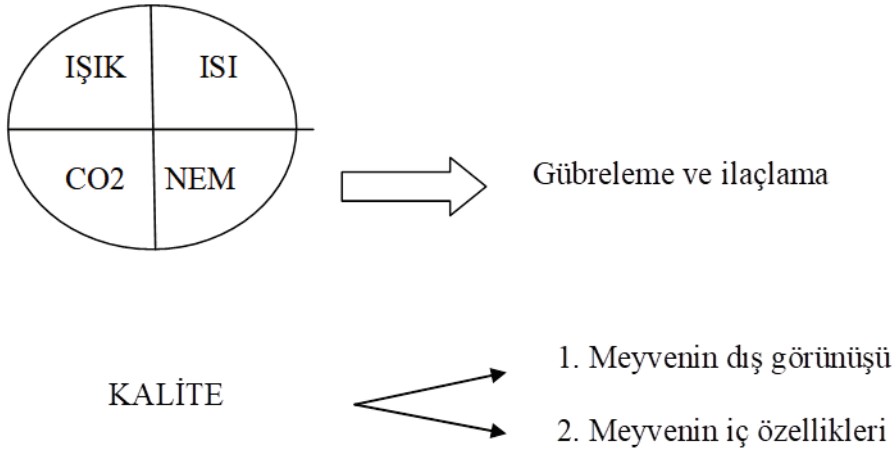 IŞIK ISI
CO2 NEM
Gübreleme ve ilaçlama
KALİTE
1. Meyvenin dış görünüşü
2. Meyvenin iç özellikleri